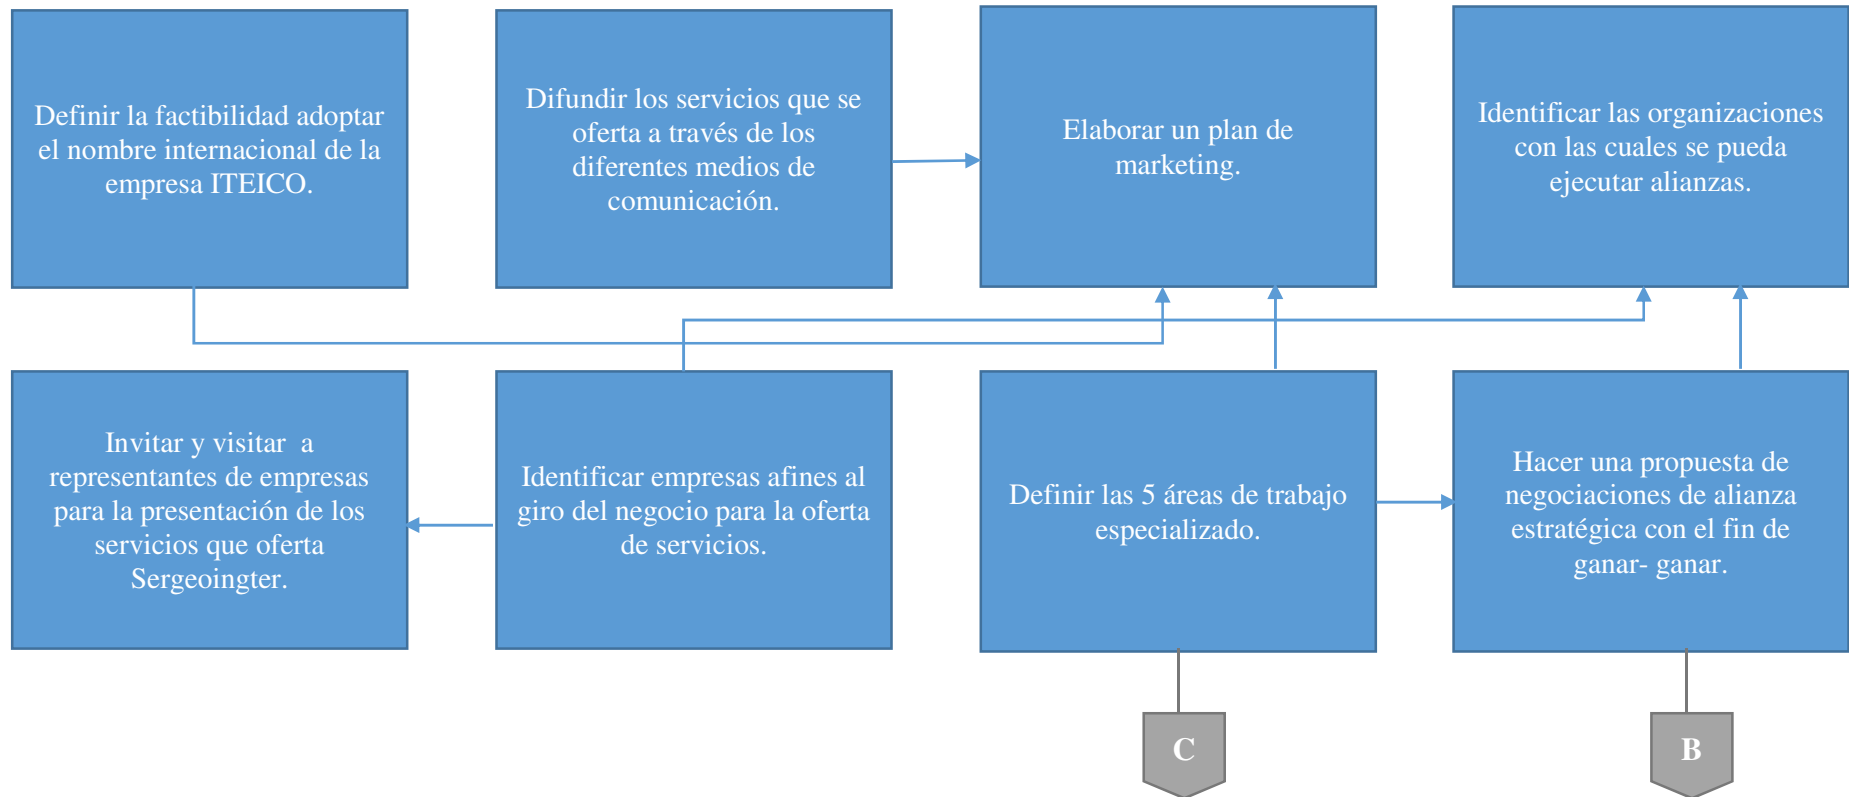 Definir la factibilidad adoptar
el nombre internacional de la
empresa ITEICO.
Difundir los servicios que se
oferta a través de los
diferentes medios de
comunicación.
Elaborar un plan de
marketing.
Identificar las organizaciones
con las cuales se pueda
ejecutar alianzas.
Invitar y visitar  a
representantes de empresas
para la presentación de los
servicios que oferta
Sergeoingter.
Identificar empresas afines al
giro del negocio para la oferta
de servicios.
Definir las 5 áreas de trabajo
especializado.
Hacer una propuesta de
negociaciones de alianza
estratégica con el fin de
ganar- ganar.
C
B